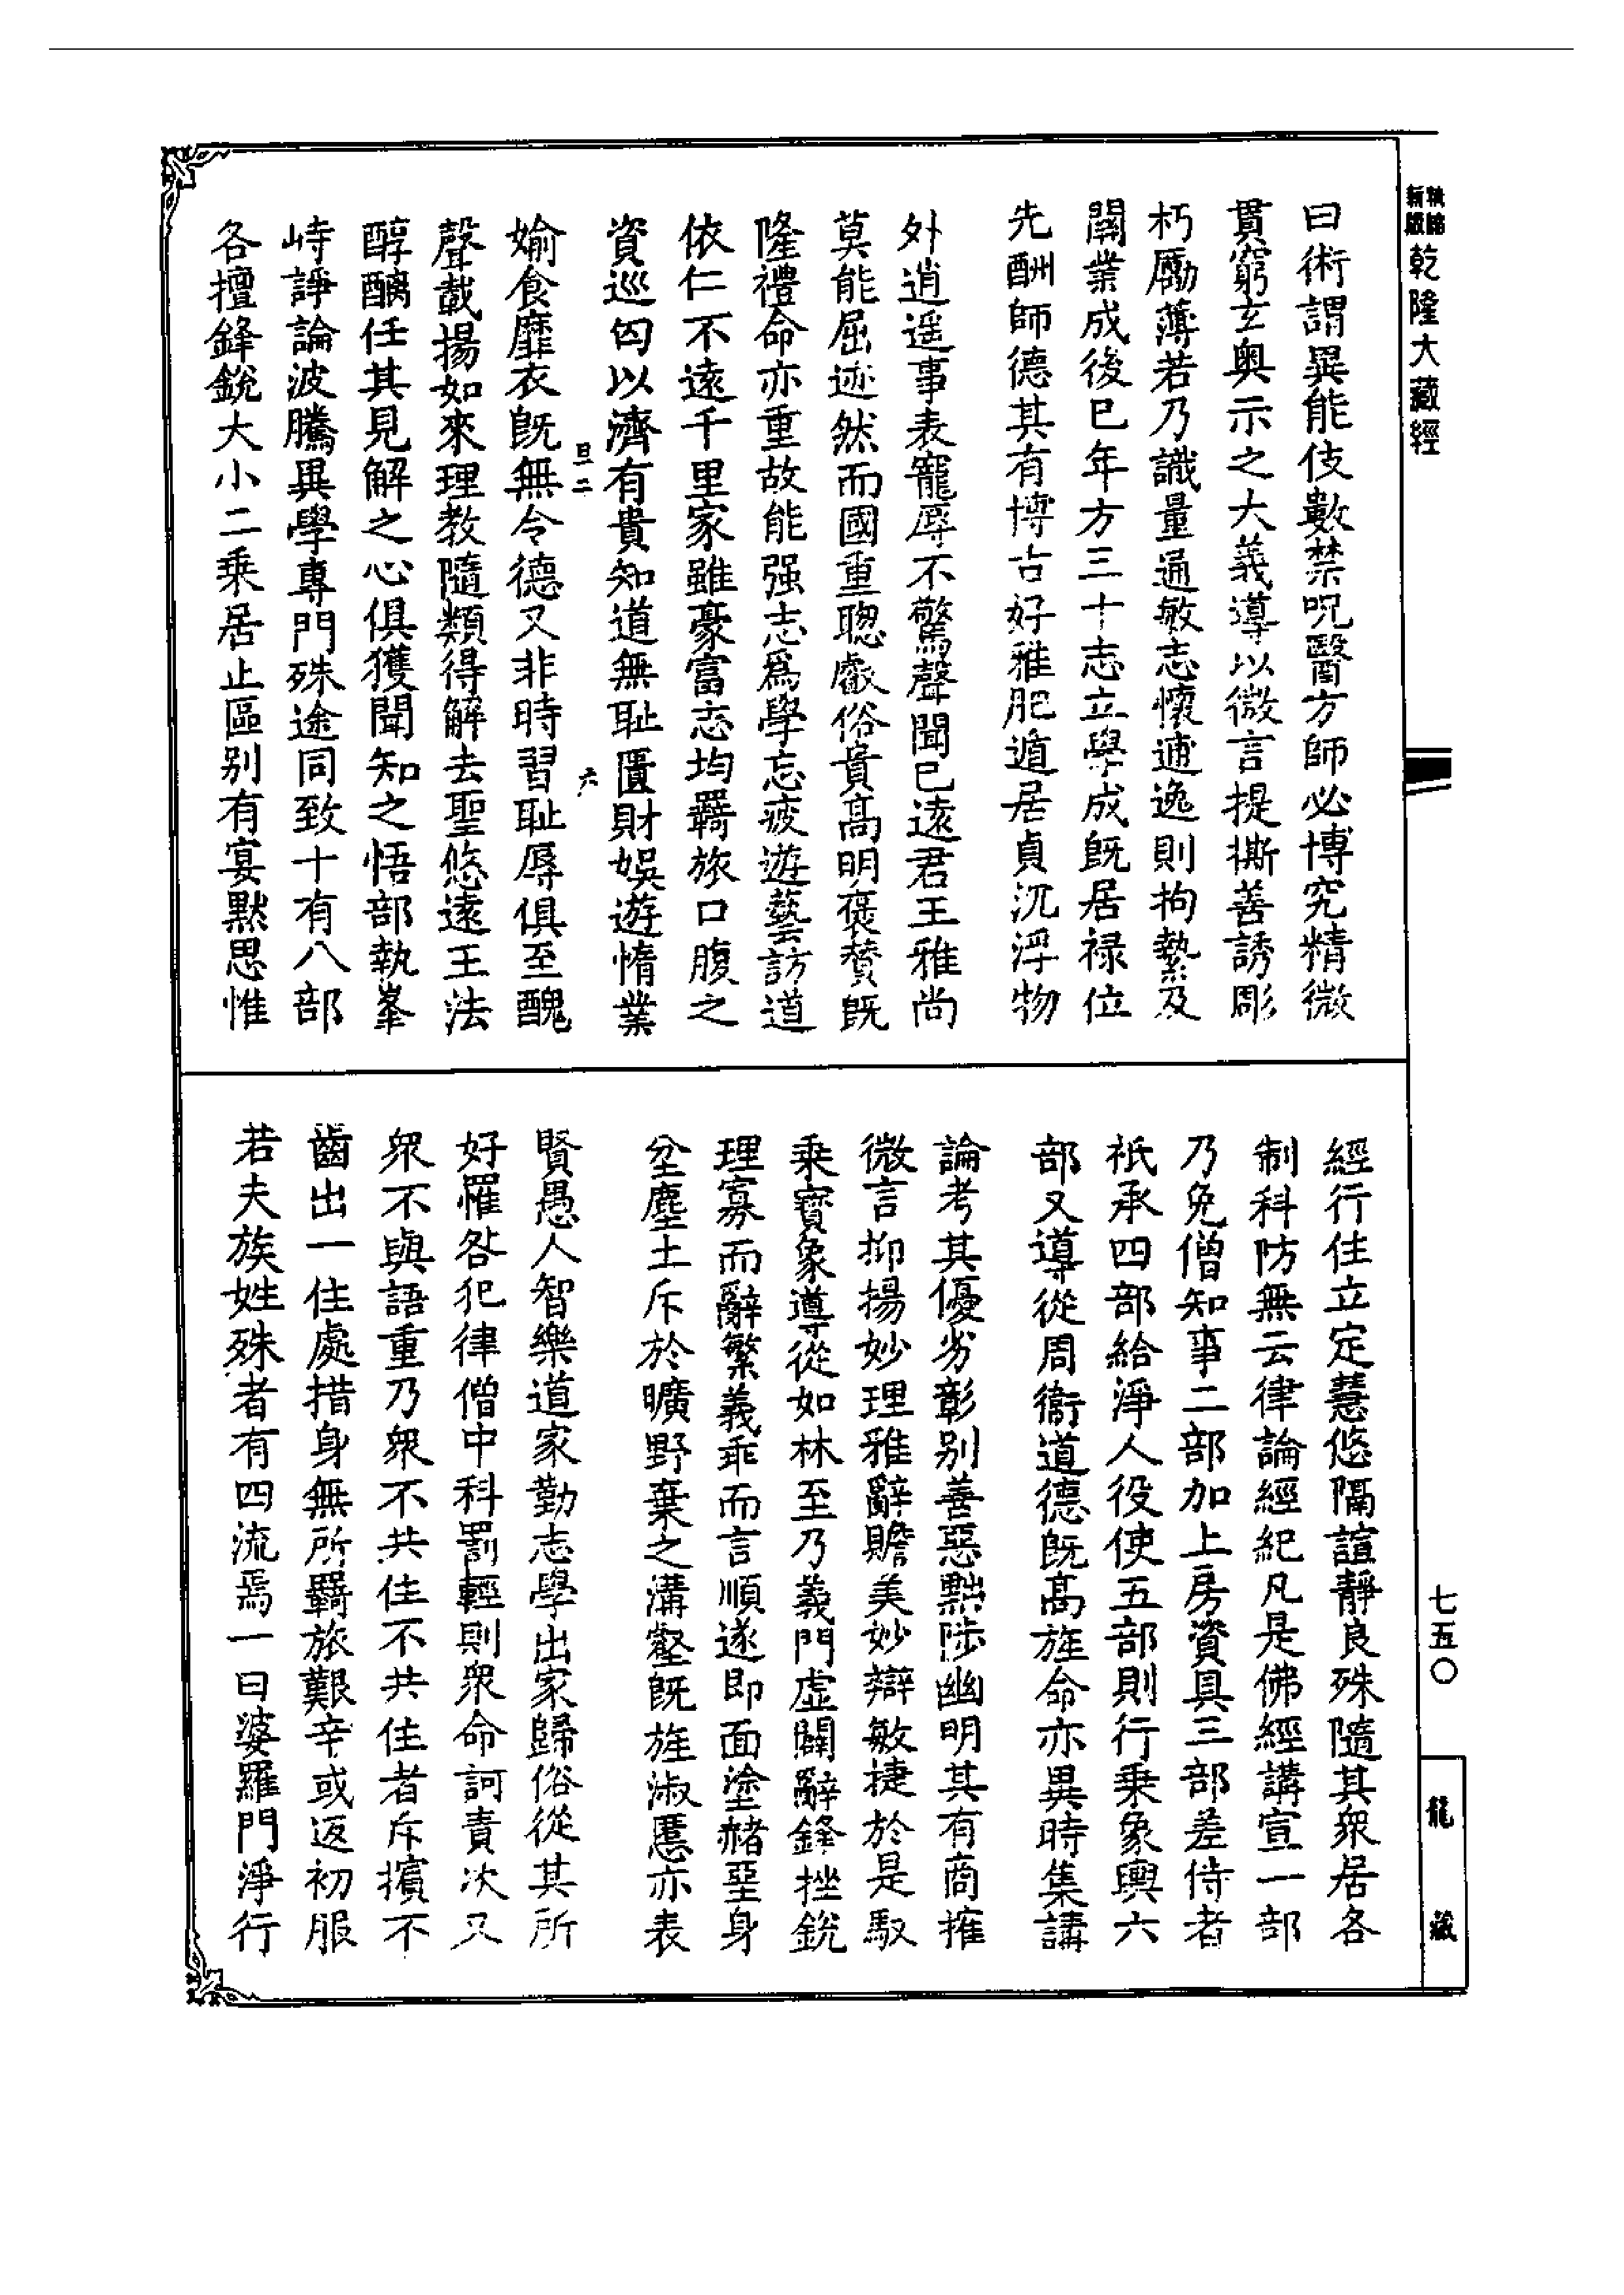 新版
乾隆大藏經
曰術謂異能伎數禁呪醫方師必博究精微
貫窮玄奧示之大義導以微言提撕善誘彫
朽勵薄若乃識量通敏志懷逋逸則拘縶及
關業成後已年方三十志立學成既居祿位
先酬師德其有博古好雅肥遁居貞沉浮物
外逍遥事表寵辱不驚聲聞已遠君王雅尚
莫能屈迹然而國重聰叡俗貴高明褒贊既
隆禮命亦重故能强志爲學忘疲遊藝訪道
依仁不遠千里家雖豪富志均羇旅口腹之
資巡匃以濟有貴知道無耻匱財娛遊惰業
旦二
六
媮食靡衣既無令德又非時習耻辱俱至醜
聲載揚如來理教隨類得解去聖悠遠王法
醇醨任其見解之心俱獲聞知之悟部執峯
峙諍論波騰異學專門殊途同致十有八部
各擅鋒銳大小二乘居止區别有宴默思惟
經行住立定慧悠隔諠靜良殊隨其衆居各
制科防無云律論經紀凡是佛經講宣一部
乃免僧知事二部加上房資具三部差侍者
祇承四部給淨人役使五部則行乘象輿六
部又導從周衞道德既高旌命亦異時集講
論考其優劣彰别善惡黜陟幽明其有商搉
微言抑揚妙理雅辭贍美妙辯敏捷於是馭
乘寶象導從如林至乃義門虚闢辭鋒挫銳
理寡而辭繁義乖而言順遂即面塗赭堊身
坌塵土斥於曠野棄之溝壑既旌淑慝亦表
賢愚人智樂道家勤志學出家歸俗從其所
好罹咎犯律僧中科罰輕則衆命訶責次又
衆不與語重乃衆不共住不共住者斥擯不
齒出一住處措身無所羇旅艱辛或返初服
若夫族姓殊者有四流焉一曰婆羅門淨行
七五〇
龍藏